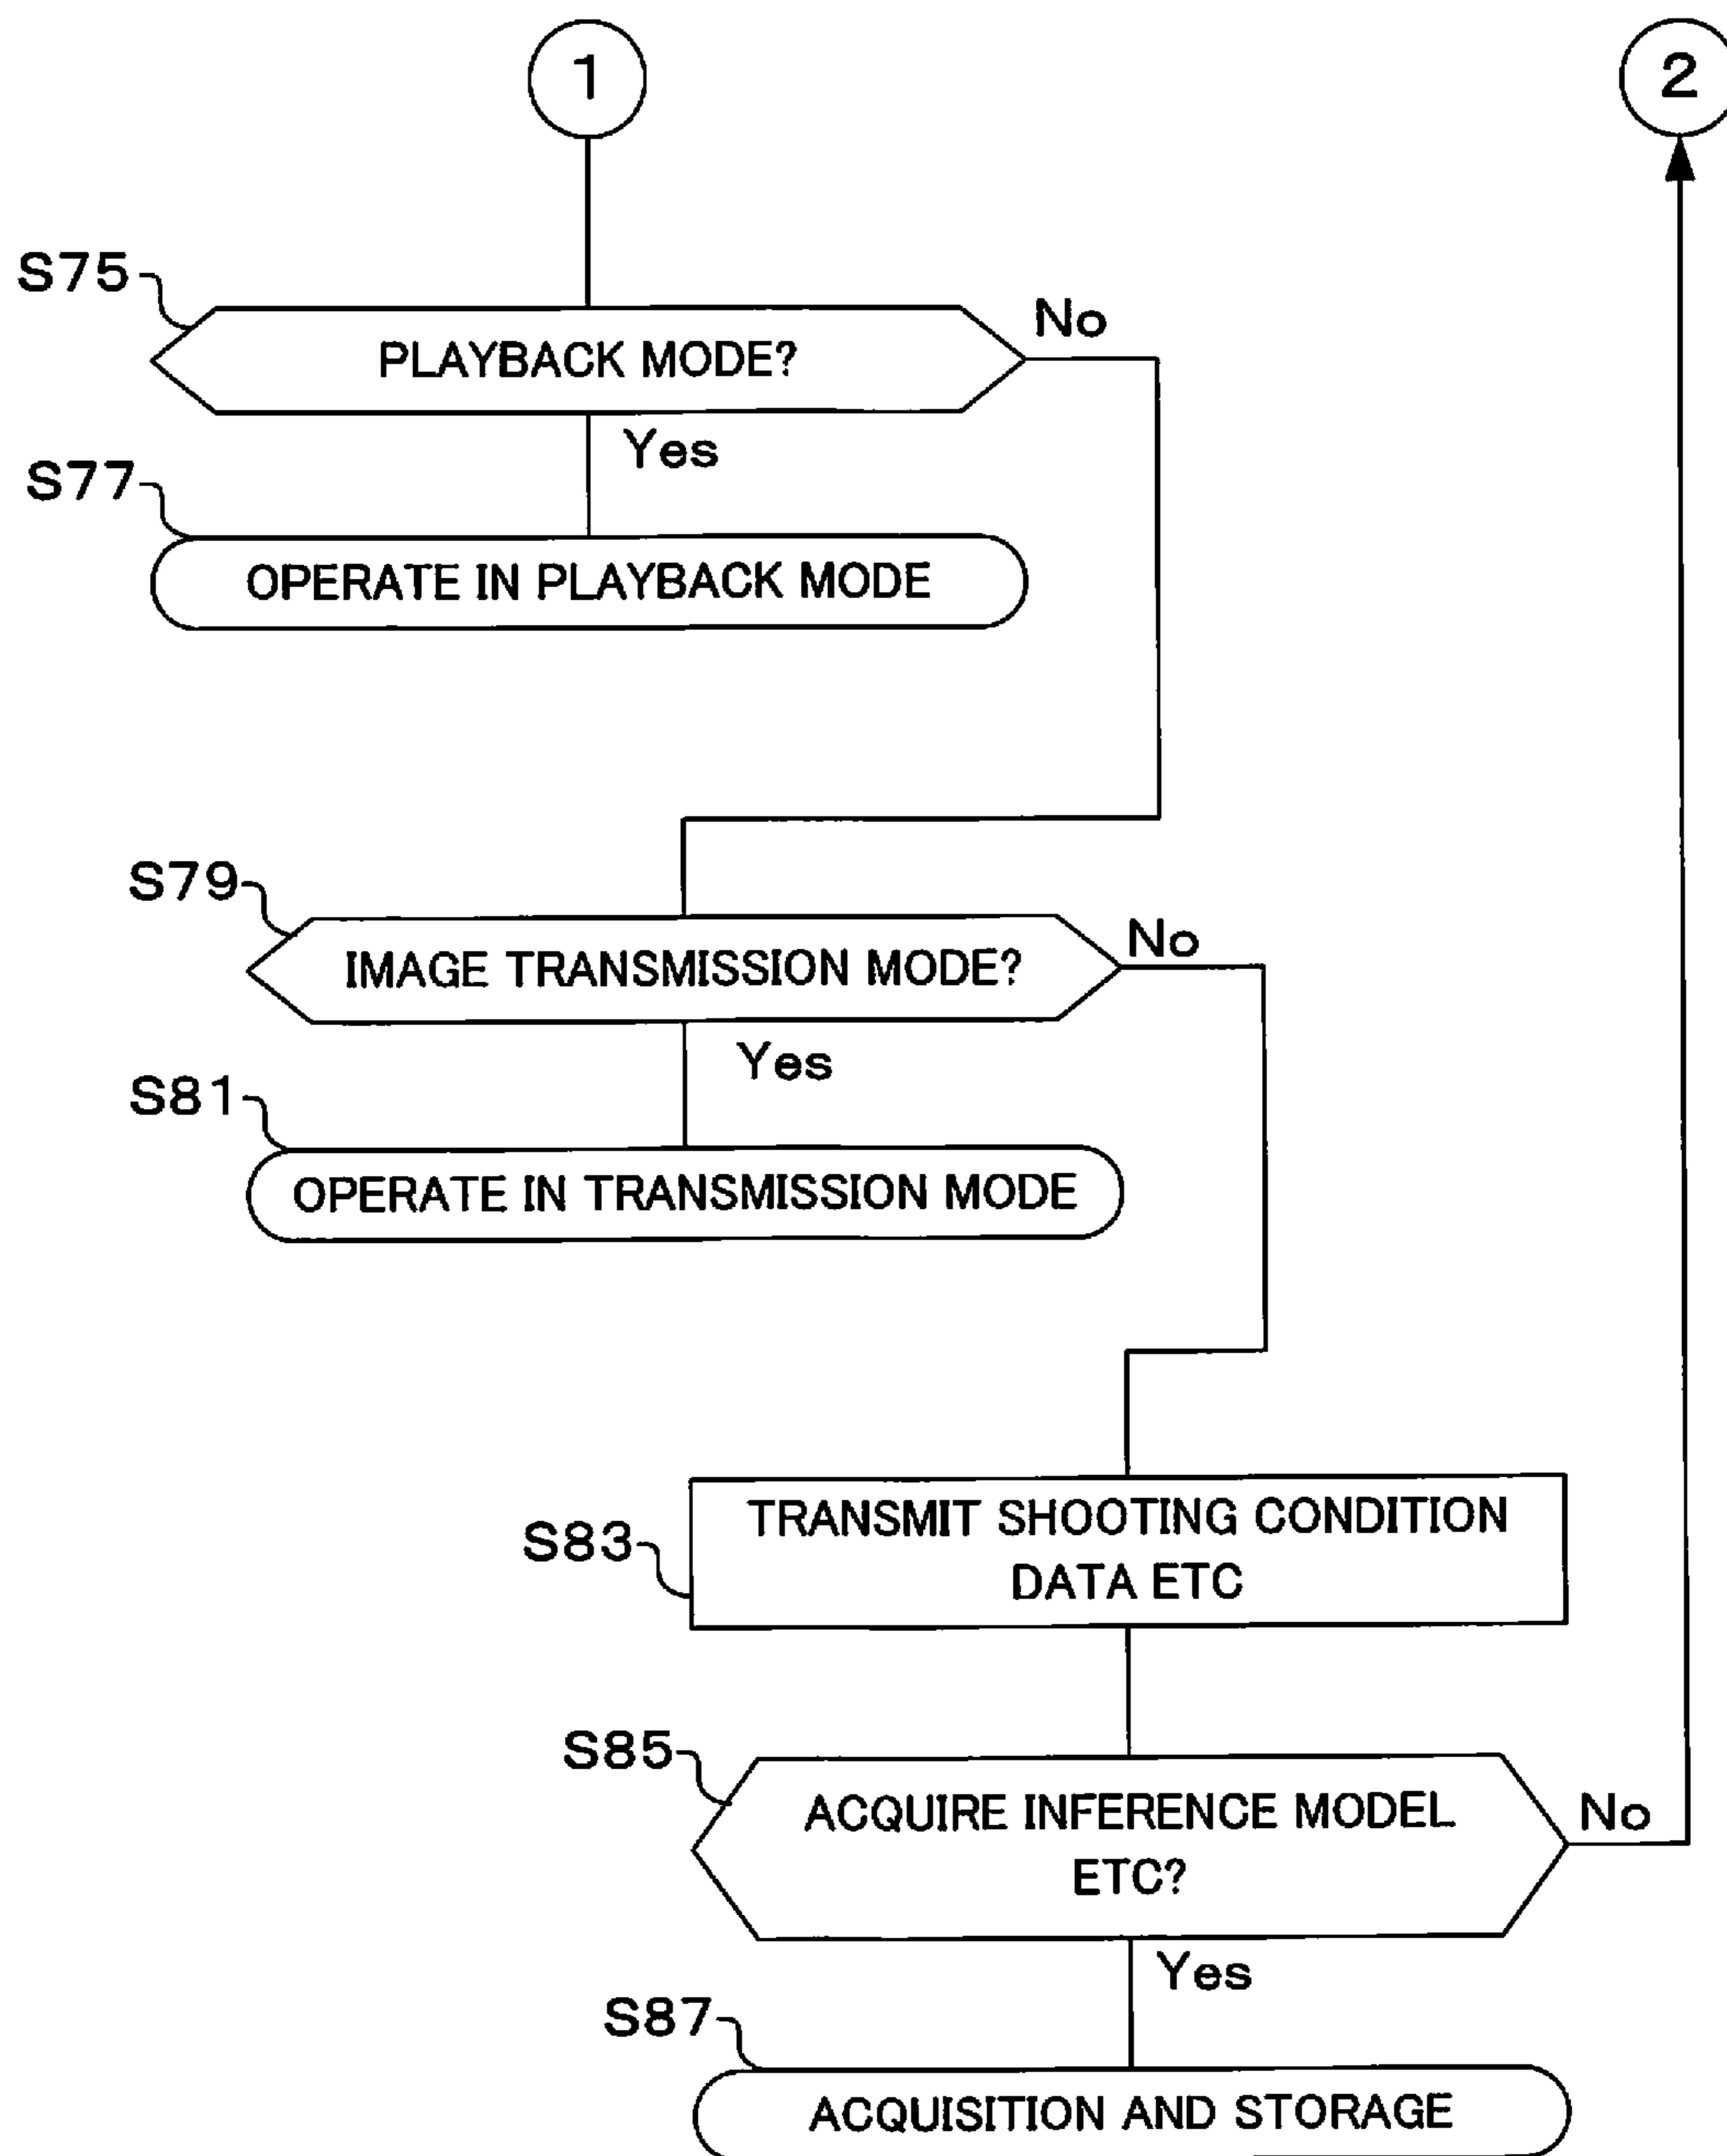 1
2
S75
PLAYBACK MODE?
No
Yes
S77
OPERATE IN PLAYBACK MODE
S79
IMAGE TRANSMISSION MODE?
No
Yes
S81
OPERATE IN TRANSMISSION MODE
S83
TRANSMIT SHOOTING CONDITION
DATA ETC
S85
ACQUIRE INFERENCE MODEL
ETC?
No
Yes
S87
ACQUISITION AND STORAGE